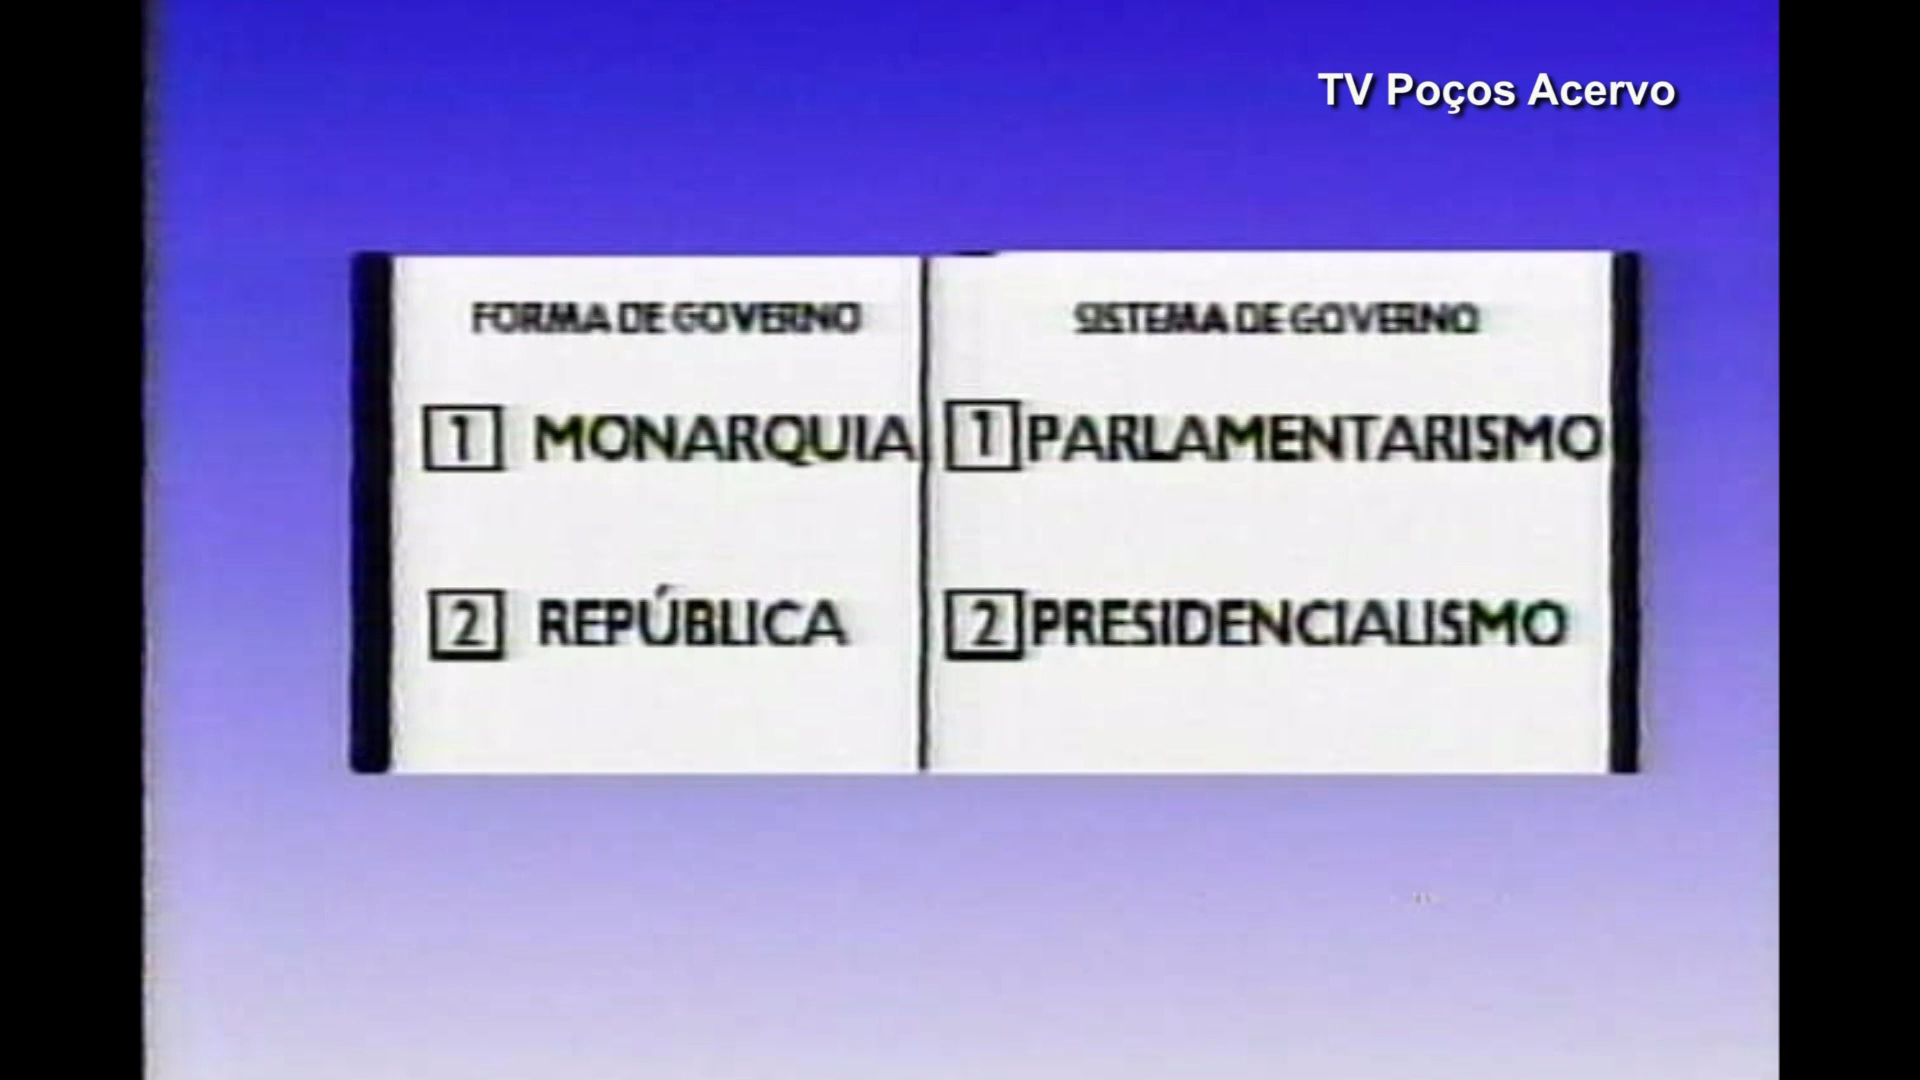 TV Poços Acervo
FORMA DE GOVERNO
1 MONARQUIA
2 REPÚBLICA
SISTEMA DE GOVERNO
1 PARLAMENTARISMO
2 PRESIDENCIALISMO